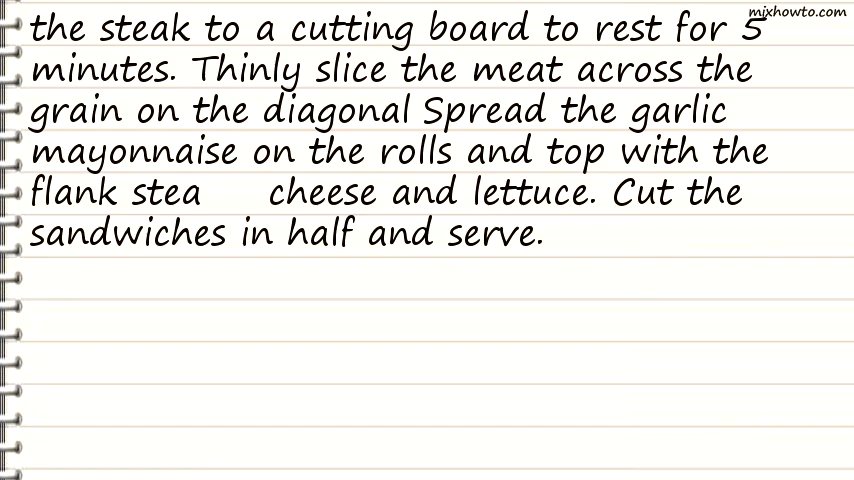 mixhowto.com
the steak to a cutting board to rest for 5
minutes. Thinly slice the meat across the
grain on the diagonal Spread the garlic
mayonnaise on the rolls and top with the
flank stea cheese and lettuce. Cut the
sandwiches in half and serve.